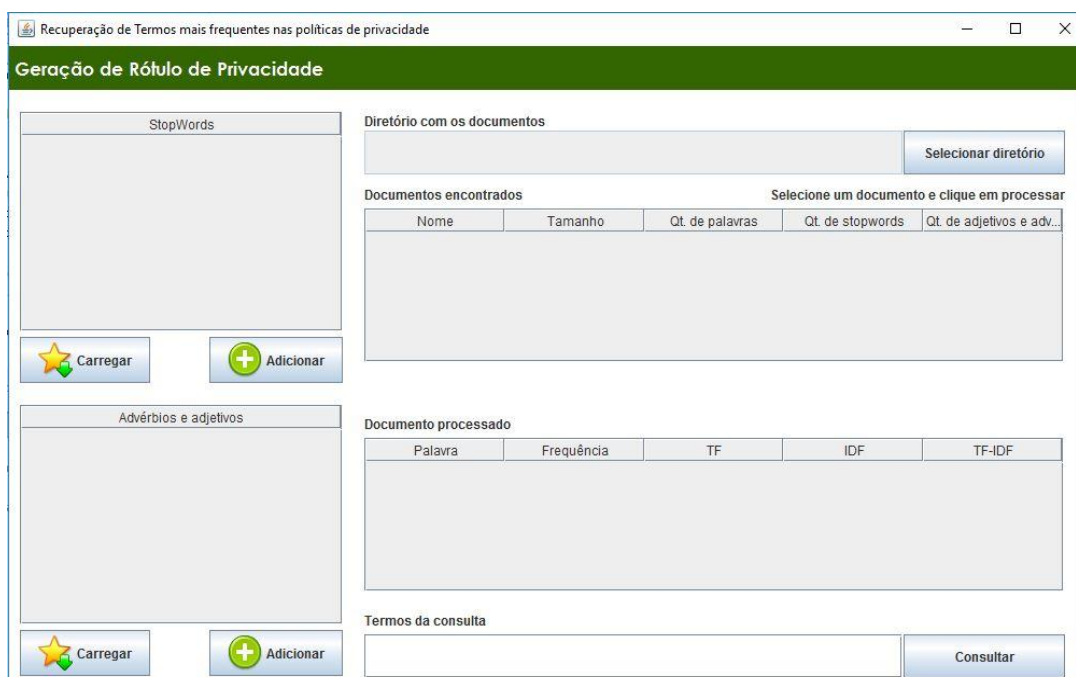 Recuperação de Termos mais frequentes nas políticas de privacidade
Geração de Rótulo de Privacidade
StopWords
Carregar
Adicionar
Advérbios e adjetivos
Carregar
Adicionar
Diretório com os documentos
Selecionar diretório
Documentos encontrados
Selecione um documento e clique em processar
Nome Tamanho Qt. de palavras Qt. de stopwords Qt. de adjetivos e adv...
Documento processado
Palavra Frequência TF IDF TF-IDF
Termos da consulta
Consultar